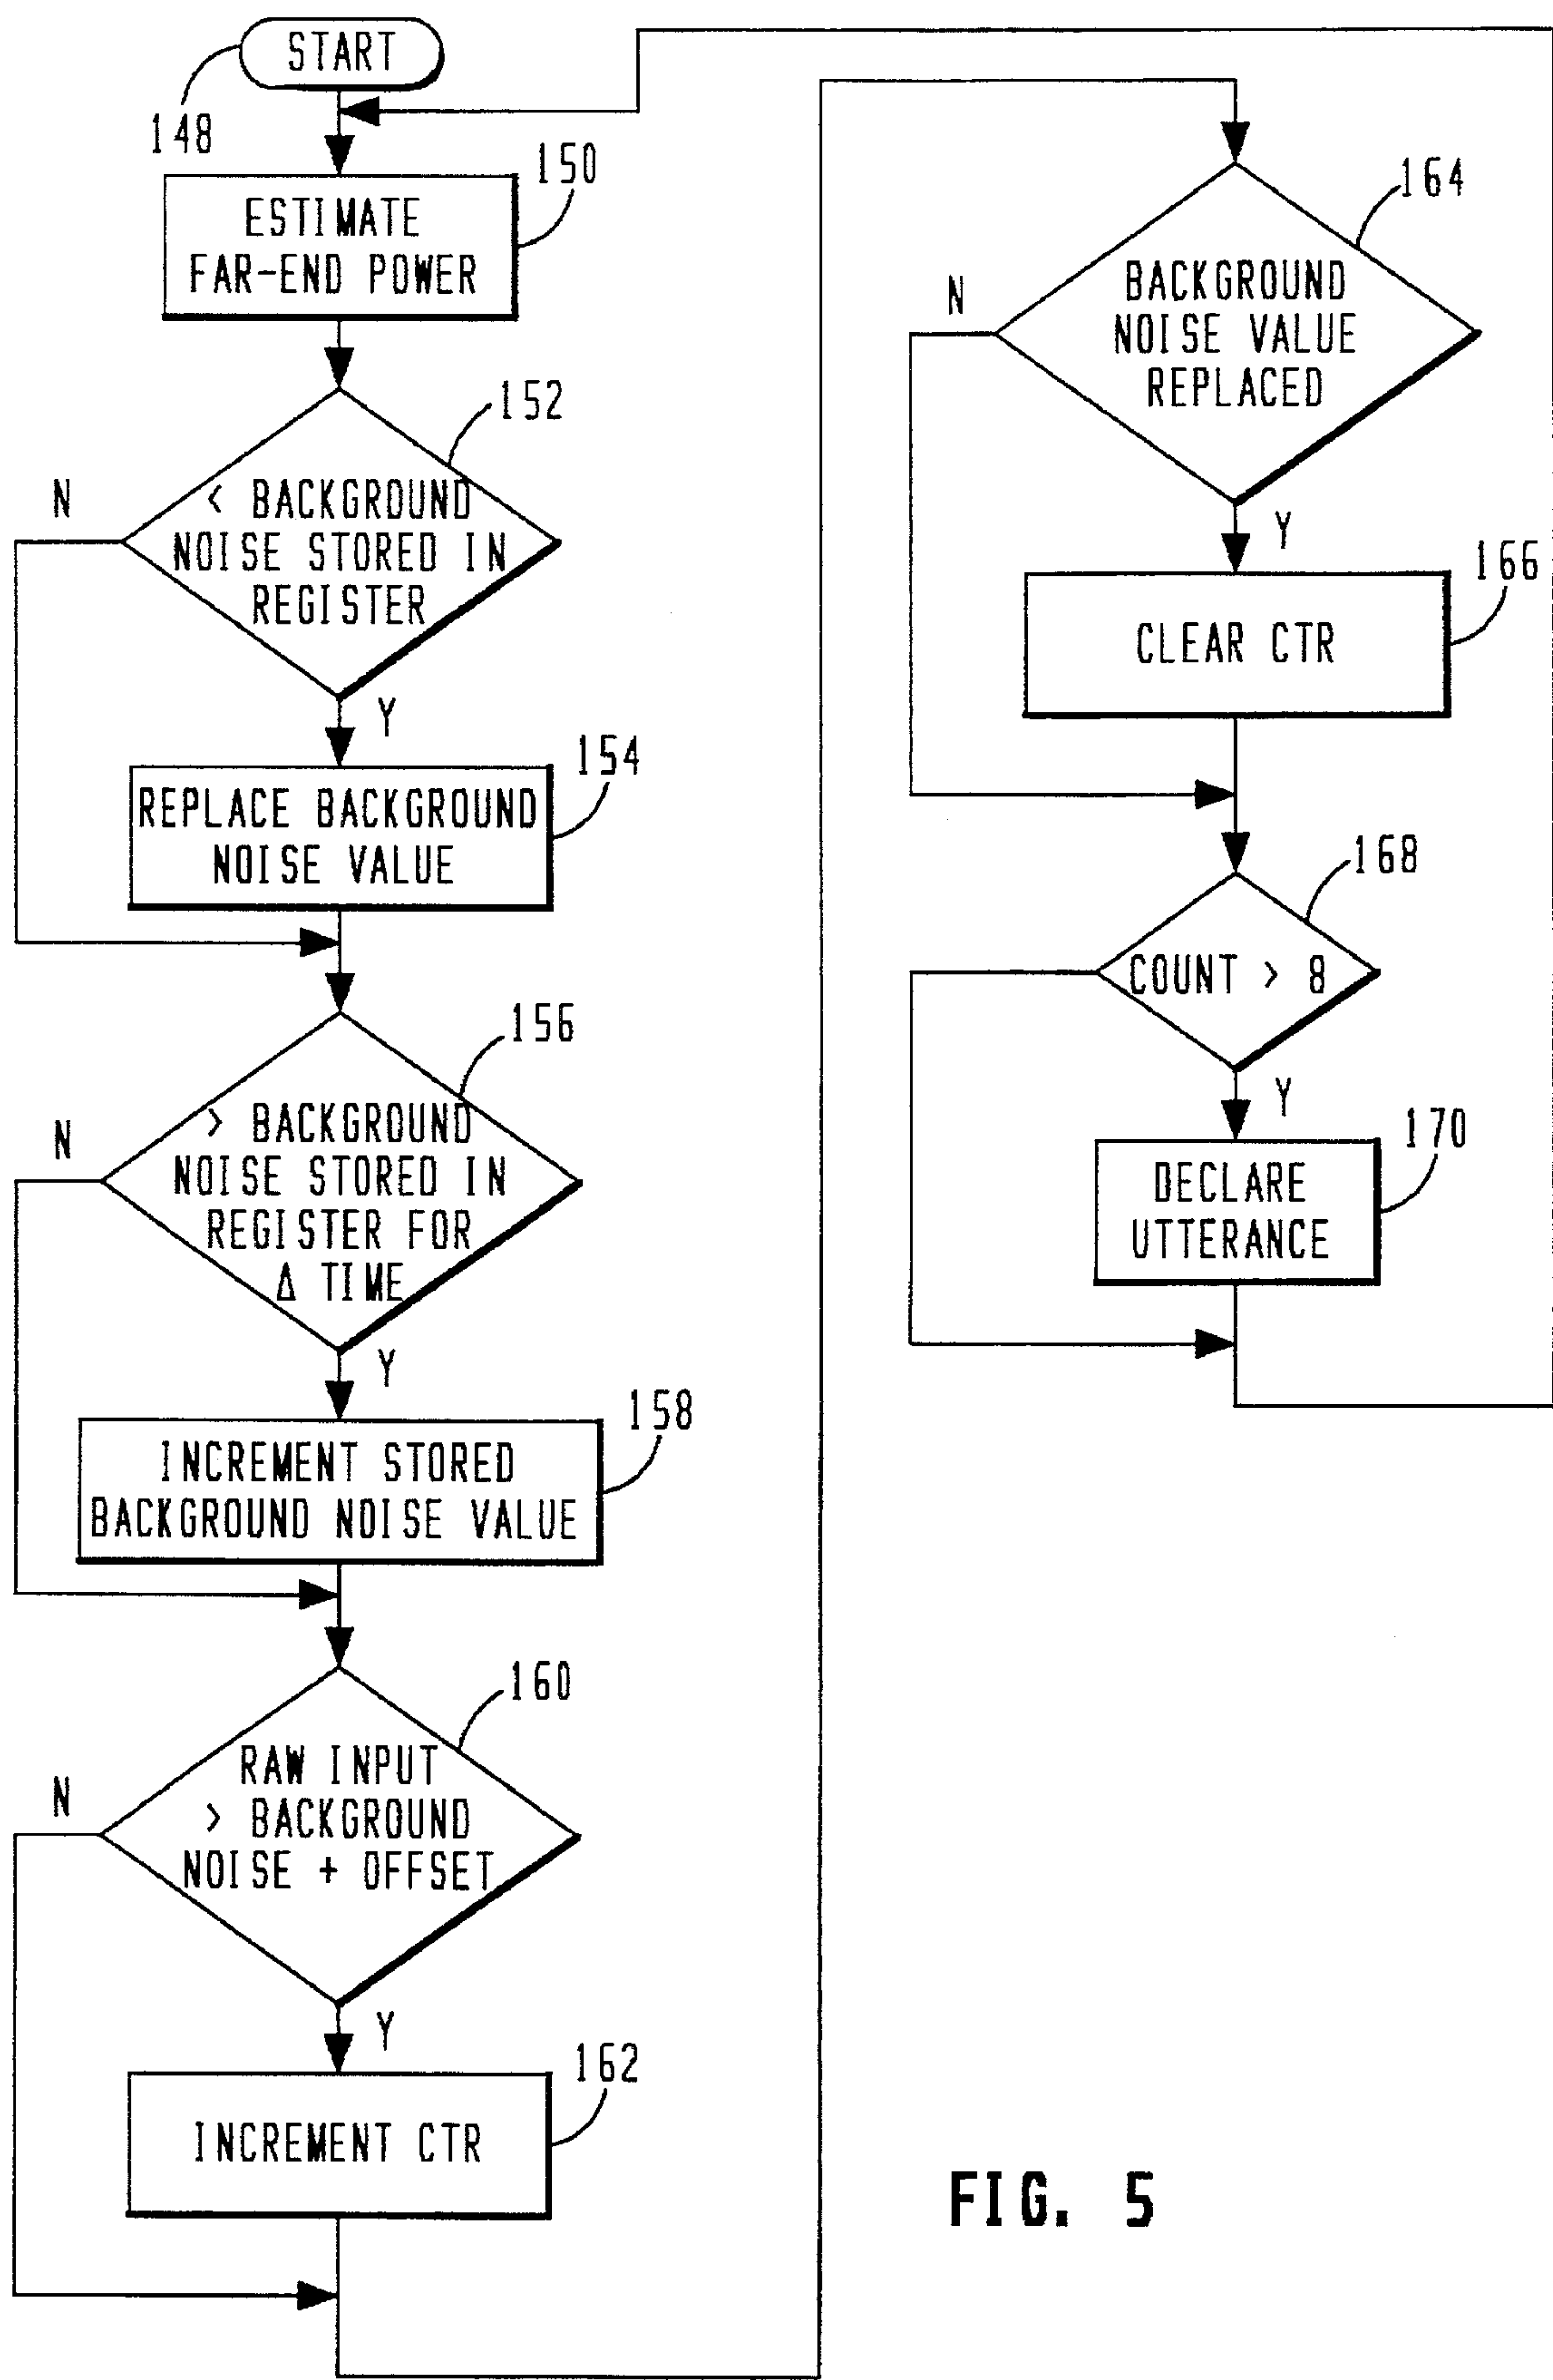 START
148
150
ESTIMATE
FAR-END POWER
152
N
< BACKGROUND
NOISE STORED IN
REGISTER
Y
154
REPLACE BACKGROUND
NOISE VALUE
156
N
> BACKGROUND
NOISE STORED IN
REGISTER FOR
Δ TIME
Y
158
INCREMENT STORED
BACKGROUND NOISE VALUE
160
N
RAW INPUT
> BACKGROUND
NOISE + OFFSET
Y
162
INCREMENT CTR
164
N
BACKGROUND
NOISE VALUE
REPLACED
Y
166
CLEAR CTR
168
COUNT > 8
Y
170
DECLARE
UTTERANCE
FIG. 5